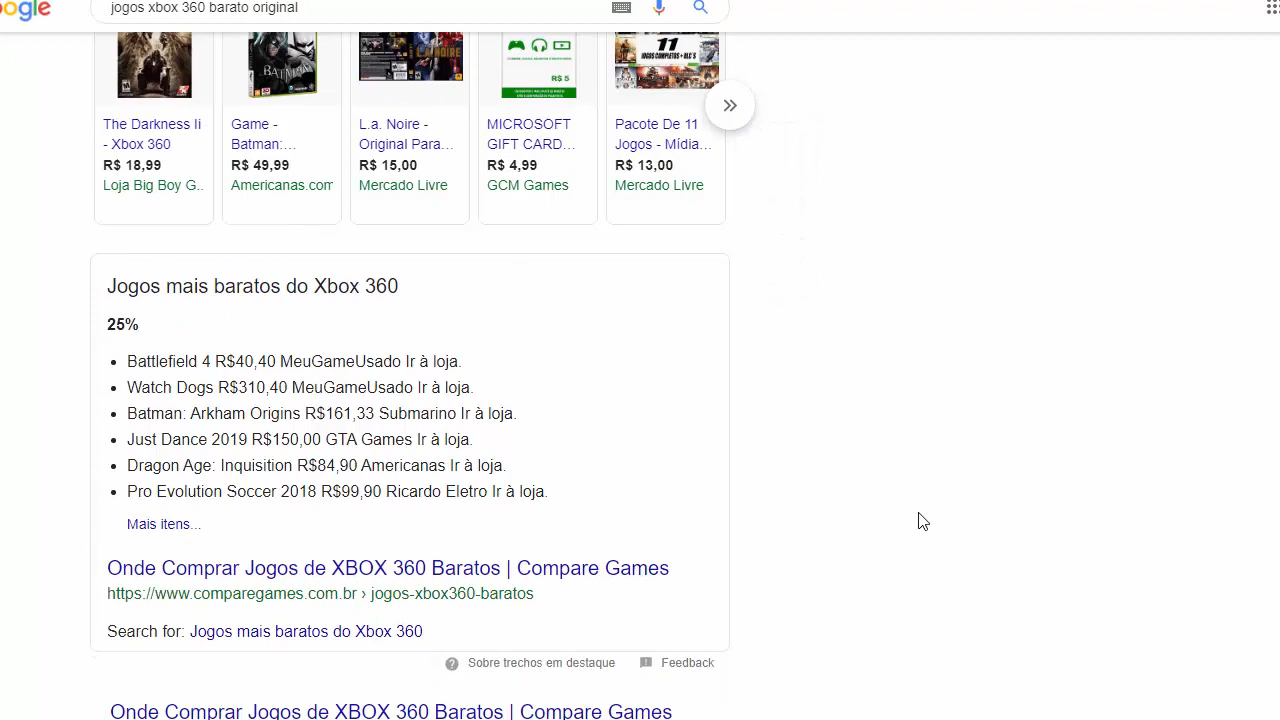 ogle
jogos xbox 360 barato original
BATMAN
R$ 5
11
JOGOS COMPLETOS + DLC'S
The Darkness Ii
- Xbox 360
R$ 18,99
Loja Big Boy G..
Game -
Batman:...
R$ 49,99
Americanas.com
L.a. Noire -
Original Para...
R$ 15,00
Mercado Livre
MICROSOFT
GIFT CARD...
R$ 4,99
GCM Games
Pacote De 11
Jogos - Mídia...
R$ 13,00
Mercado Livre
Jogos mais baratos do Xbox 360
25%
• Battlefield 4 R$40,40 MeuGameUsado Ir à loja.
• Watch Dogs R$310,40 MeuGameUsado Ir à loja.
• Batman: Arkham Origins R$161,33 Submarino Ir à loja.
• Just Dance 2019 R$150,00 GTA Games Ir à loja.
• Dragon Age: Inquisition R$84,90 Americanas Ir à loja.
• Pro Evolution Soccer 2018 R$99,90 Ricardo Eletro Ir à loja.
Mais itens...
Onde Comprar Jogos de XBOX 360 Baratos | Compare Games
https://www.comparegames.com.br › jogos-xbox360-baratos
Search for: Jogos mais baratos do Xbox 360
Sobre trechos em destaque
Feedback
Onde Comprar Jogos de XBOX 360 Baratos | Compare Games